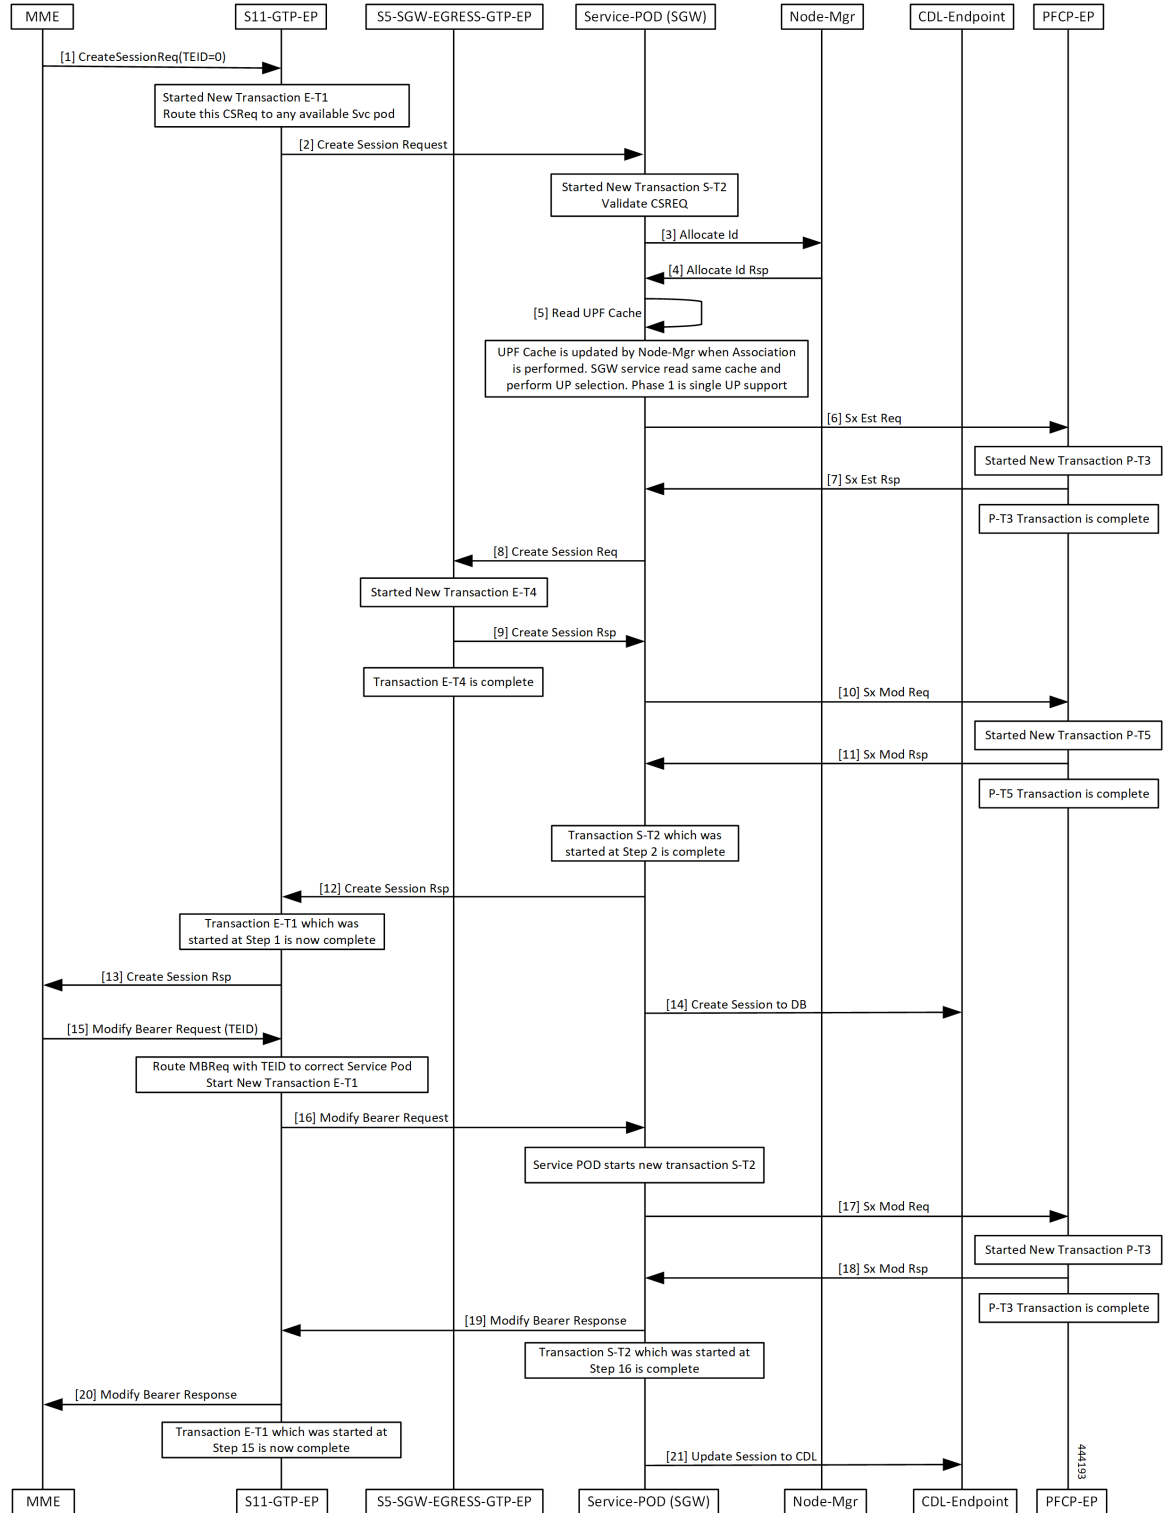 MME
S11-GTP-EP
S5-SGW-EGRESS-GTP-EP
Service-POD (SGW)
Node-Mgr
CDL-Endpoint
PFCP-EP
[1] CreateSessionReq(TEID=0)
Started New Transaction E-T1
Route this CSReq to any available Svc pod
[2] Create Session Request
Started New Transaction S-T2
Validate CSREQ
[3] Allocate Id
[4] Allocate Id Rsp
[5] Read UPF Cache
UPF Cache is updated by Node-Mgr when Association
is performed. SGW service read same cache and
perform UP selection. Phase 1 is single UP support
[6] Sx Est Req
Started New Transaction P-T3
[7] Sx Est Rsp
P-T3 Transaction is complete
[8] Create Session Req
Started New Transaction E-T4
[9] Create Session Rsp
Transaction E-T4 is complete
[10] Sx Mod Req
Started New Transaction P-T5
[11] Sx Mod Rsp
P-T5 Transaction is complete
Transaction S-T2 which was
started at Step 2 is complete
[12] Create Session Rsp
Transaction E-T1 which was
started at Step 1 is now complete
[13] Create Session Rsp
[14] Create Session to DB
[15] Modify Bearer Request (TEID)
Route MBReq with TEID to correct Service Pod
Start New Transaction E-T1
[16] Modify Bearer Request
Service POD starts new transaction S-T2
[17] Sx Mod Req
Started New Transaction P-T3
[18] Sx Mod Rsp
P-T3 Transaction is complete
[19] Modify Bearer Response
Transaction S-T2 which was started at
Step 16 is complete
[20] Modify Bearer Response
Transaction E-T1 which was started at
Step 15 is now complete
[21] Update Session to CDL
444193
MME
S11-GTP-EP
S5-SGW-EGRESS-GTP-EP
Service-POD (SGW)
Node-Mgr
CDL-Endpoint
PFCP-EP